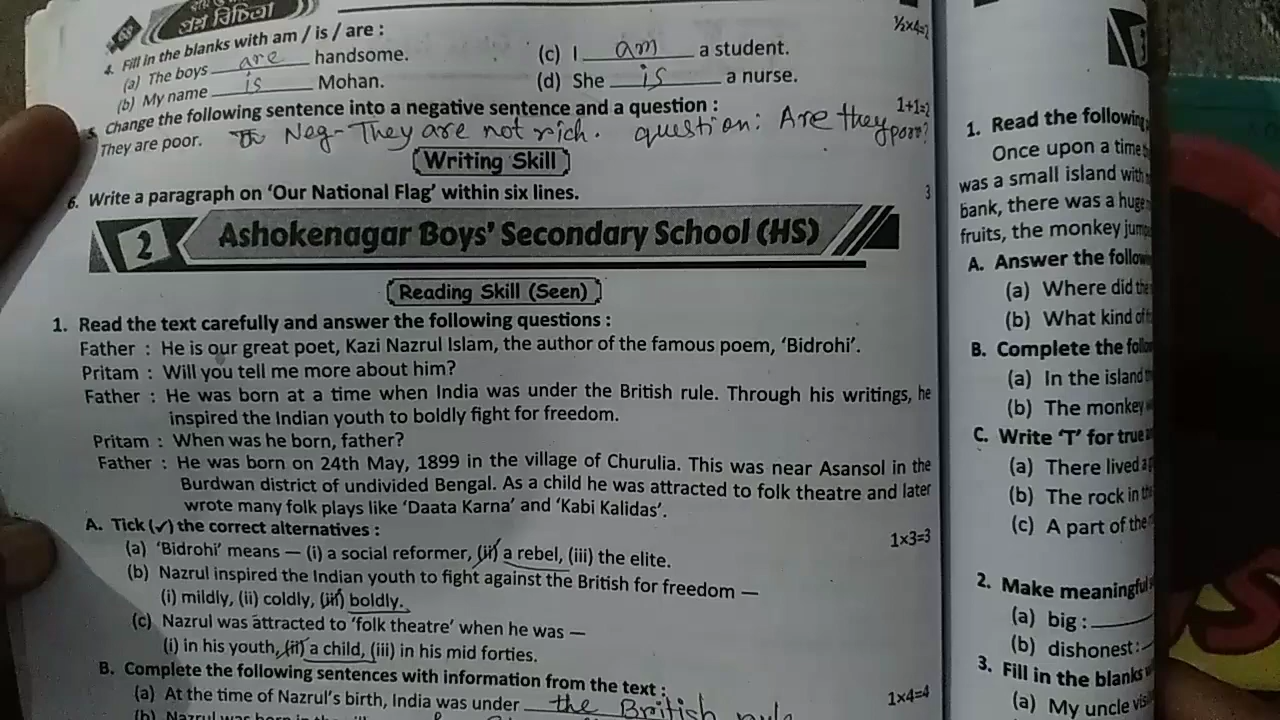 68 প্রশ্ন বিচিত্রা
4. Fill in the blanks with am / is / are : ½×4=2
(a) The boys are handsome. (c) I am a student.
(b) My name is Mohan. (d) She is a nurse.
5. Change the following sentence into a negative sentence and a question : 1+1=2
They are poor. Neg- They are not rich. question: Are they poor?
Writing Skill
6. Write a paragraph on 'Our National Flag' within six lines. 3
2 Ashokenagar Boys' Secondary School (HS)
Reading Skill (Seen)
1. Read the text carefully and answer the following questions :
Father : He is our great poet, Kazi Nazrul Islam, the author of the famous poem, 'Bidrohi'.
Pritam : Will you tell me more about him?
Father : He was born at a time when India was under the British rule. Through his writings, he
inspired the Indian youth to boldly fight for freedom.
Pritam : When was he born, father?
Father : He was born on 24th May, 1899 in the village of Churulia. This was near Asansol in the
Burdwan district of undivided Bengal. As a child he was attracted to folk theatre and later
wrote many folk plays like 'Daata Karna' and 'Kabi Kalidas'.
A. Tick (✓) the correct alternatives : 1×3=3
(a) 'Bidrohi' means — (i) a social reformer, (ii) a rebel, (iii) the elite.
(b) Nazrul inspired the Indian youth to fight against the British for freedom —
(i) mildly, (ii) coldly, (iii) boldly.
(c) Nazrul was attracted to 'folk theatre' when he was —
(i) in his youth, (ii) a child, (iii) in his mid forties.
B. Complete the following sentences with information from the text : 1×4=4
(a) At the time of Nazrul's birth, India was under the British rule
(b) Nazrul was born in the
1. Read the following
Once upon a time
was a small island with
bank, there was a huge
fruits, the monkey
A. Answer the
(a) Where did the
(b) What kind of
B. Complete the
(a) In the island
(b) The monkey
C. Write 'T' for true
(a) There lived a
(b) The rock in
(c) A part of the
2. Make meaningful
(a) big :
(b) dishonest :
3. Fill in the blanks
(a) My uncle